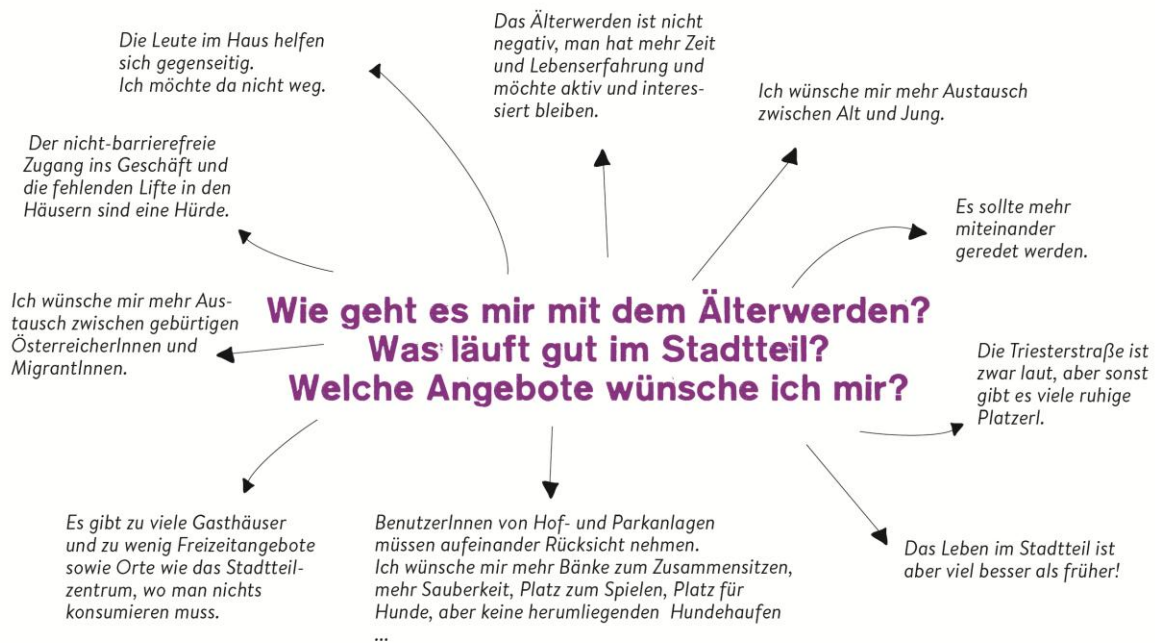 Die Leute im Haus helfen
sich gegenseitig.
Ich möchte da nicht weg.
Das Älterwerden ist nicht
negativ, man hat mehr Zeit
und Lebenserfahrung und
möchte aktiv und interes-
siert bleiben.
Ich wünsche mir mehr Austausch
zwischen Alt und Jung.
Der nicht-barrierefreie
Zugang ins Geschäft und
die fehlenden Lifte in den
Häusern sind eine Hürde.
Es sollte mehr
miteinander
geredet werden.
Ich wünsche mir mehr Aus-
tausch zwischen gebürtigen
ÖsterreicherInnen und
MigrantInnen.
Wie geht es mir mit dem Älterwerden?
Was läuft gut im Stadtteil?
Welche Angebote wünsche ich mir?
Die Triesterstraße ist
zwar laut, aber sonst
gibt es viele ruhige
Platzerl.
Es gibt zu viele Gasthäuser
und zu wenig Freizeitangebote
sowie Orte wie das Stadtteil-
zentrum, wo man nichts
konsumieren muss.
BenutzerInnen von Hof- und Parkanlagen
müssen aufeinander Rücksicht nehmen.
Ich wünsche mir mehr Bänke zum Zusammensitzen,
mehr Sauberkeit, Platz zum Spielen, Platz für
Hunde, aber keine herumliegenden Hundehaufen
...
Das Leben im Stadtteil ist
aber viel besser als früher!